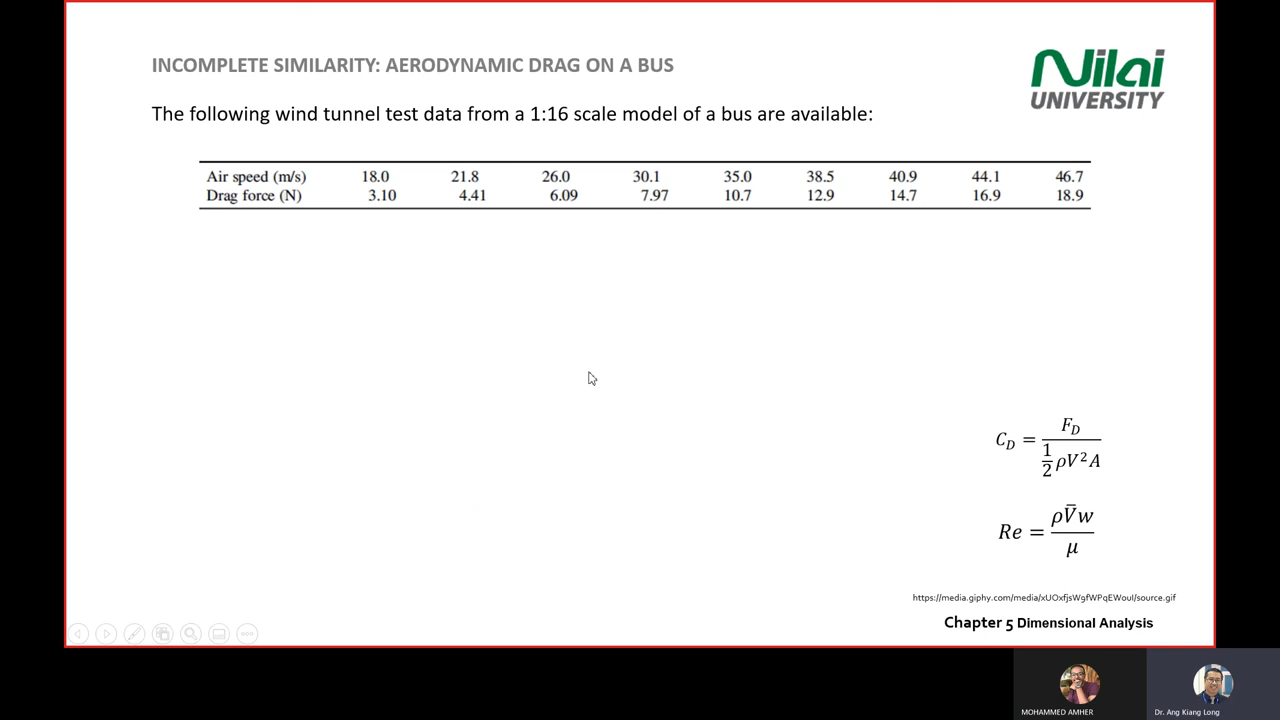 INCOMPLETE SIMILARITY: AERODYNAMIC DRAG ON A BUS
Nilai
UNIVERSITY
The following wind tunnel test data from a 1:16 scale model of a bus are available:
Air speed (m/s) 18.0 21.8 26.0 30.1 35.0 38.5 40.9 44.1 46.7
Drag force (N) 3.10 4.41 6.09 7.97 10.7 12.9 14.7 16.9 18.9
C_D = F_D / (1/2 ρV²A)
Re = ρV̄w / μ
https://media.giphy.com/media/xUOxfjsW9fWPqEWouI/source.gif
Chapter 5 Dimensional Analysis
MOHAMMED AMHER
Dr. Ang Kiang Long